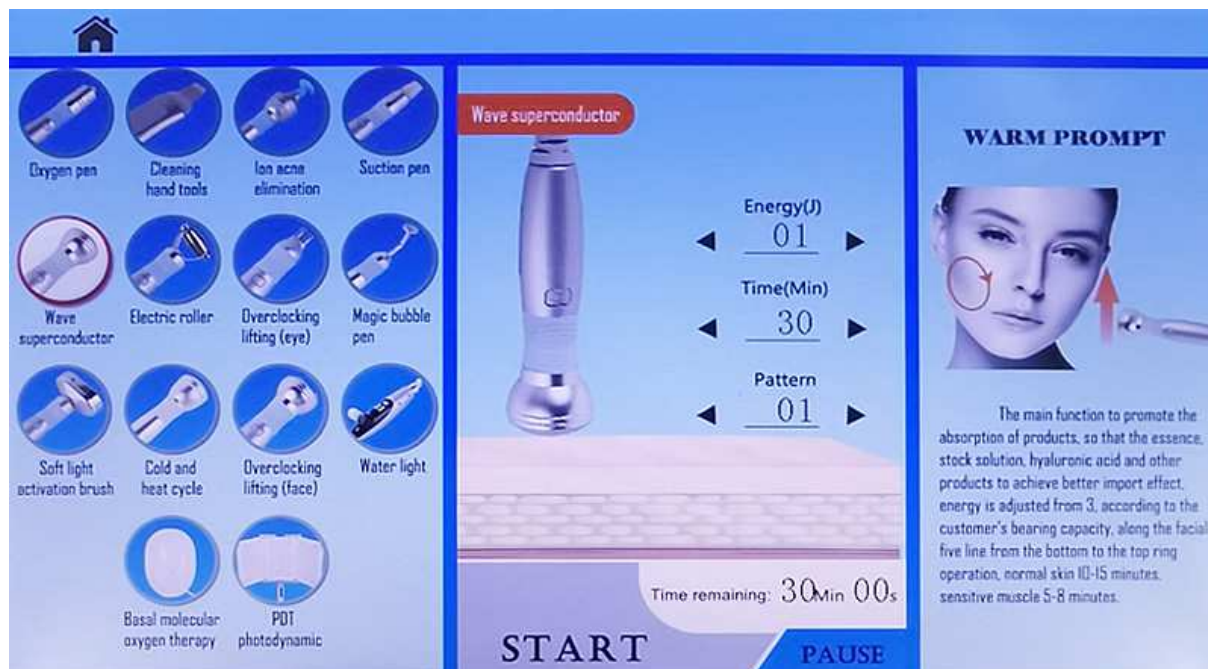 Oxygen pen
Cleaning
hand tools
Ion acne
elimination
Suction pen
Wave
superconductor
Electric roller
Overclocking
lifting (eye)
Magic bubble
pen
Soft light
activation brush
Cold and
heat cycle
Overclocking
lifting (face)
Water light
Basal molecular
oxygen therapy
PDT
photodynamic
Wave superconductor
Energy(J)
01
Time(Min)
30
Pattern
01
Time remaining: 30Min 00s
START
PAUSE
WARM PROMPT
The main function to promote the
absorption of products, so that the essence,
stock solution, hyaluronic acid and other
products to achieve better import effect,
energy is adjusted from 3, according to the
customer's bearing capacity, along the facial
five line from the bottom to the top ring
operation, normal skin 10-15 minutes,
sensitive muscle 5-8 minutes.